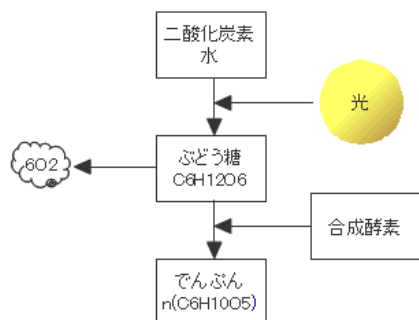 二酸化炭素
水
光
6O2
ぶどう糖
C6H12O6
合成酵素
でんぷん
n(C6H10O5)